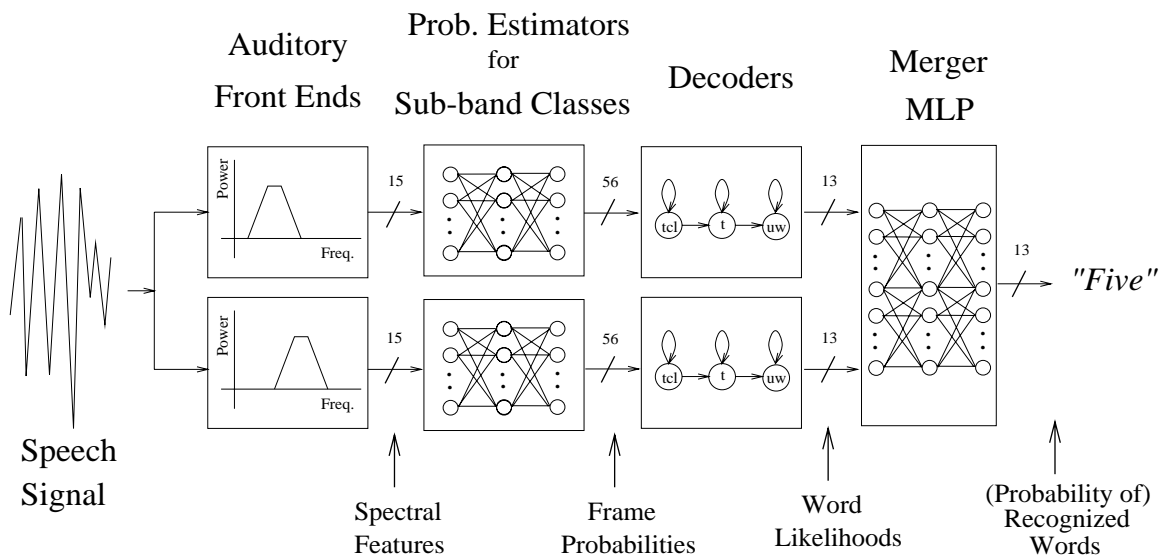 Auditory
Front Ends
Prob. Estimators
for
Sub-band Classes
Decoders
Merger
MLP
Power
Freq.
15
56
tcl
t
uw
13
13
"Five"
Power
Freq.
15
56
tcl
t
uw
13
Speech
Signal
Spectral
Features
Frame
Probabilities
Word
Likelihoods
(Probability of)
Recognized
Words